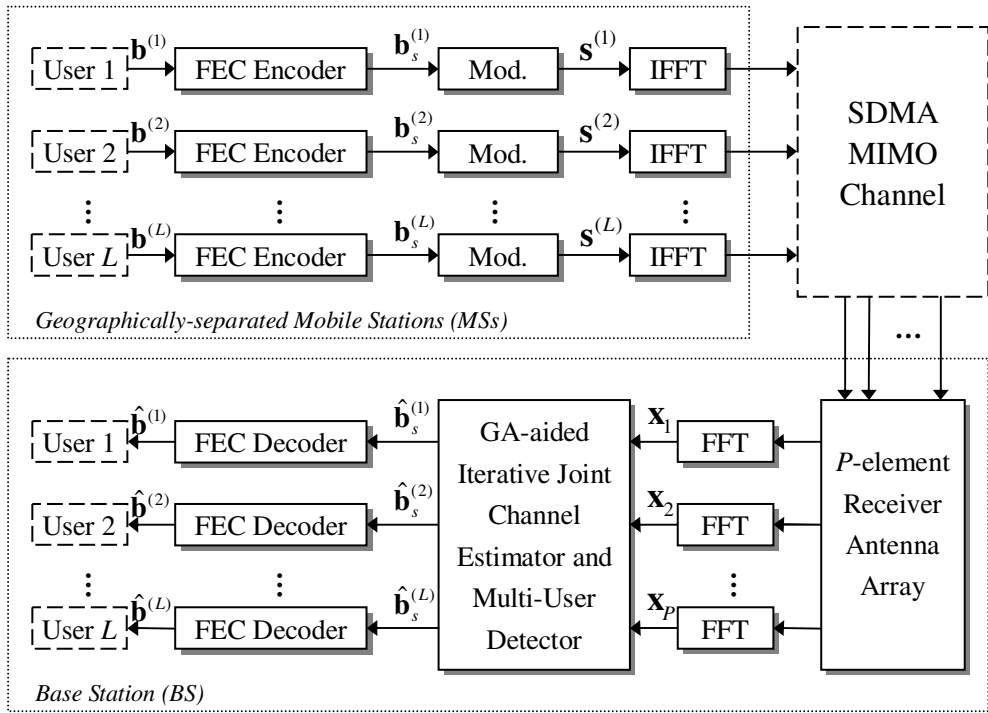 User 1 b^(1) FEC Encoder b_s^(1) Mod. s^(1) IFFT
User 2 b^(2) FEC Encoder b_s^(2) Mod. s^(2) IFFT
⋮ ⋮ ⋮ ⋮
User L b^(L) FEC Encoder b_s^(L) Mod. s^(L) IFFT
Geographically-separated Mobile Stations (MSs)
SDMA
MIMO
Channel
...
User 1 b̂^(1) FEC Decoder b̂_s^(1)
User 2 b̂^(2) FEC Decoder b̂_s^(2)
⋮ ⋮
User L b̂^(L) FEC Decoder b̂_s^(L)
GA-aided
Iterative Joint
Channel
Estimator and
Multi-User
Detector
x_1 FFT
x_2 FFT
⋮ ⋮
x_P FFT
P-element
Receiver
Antenna
Array
Base Station (BS)